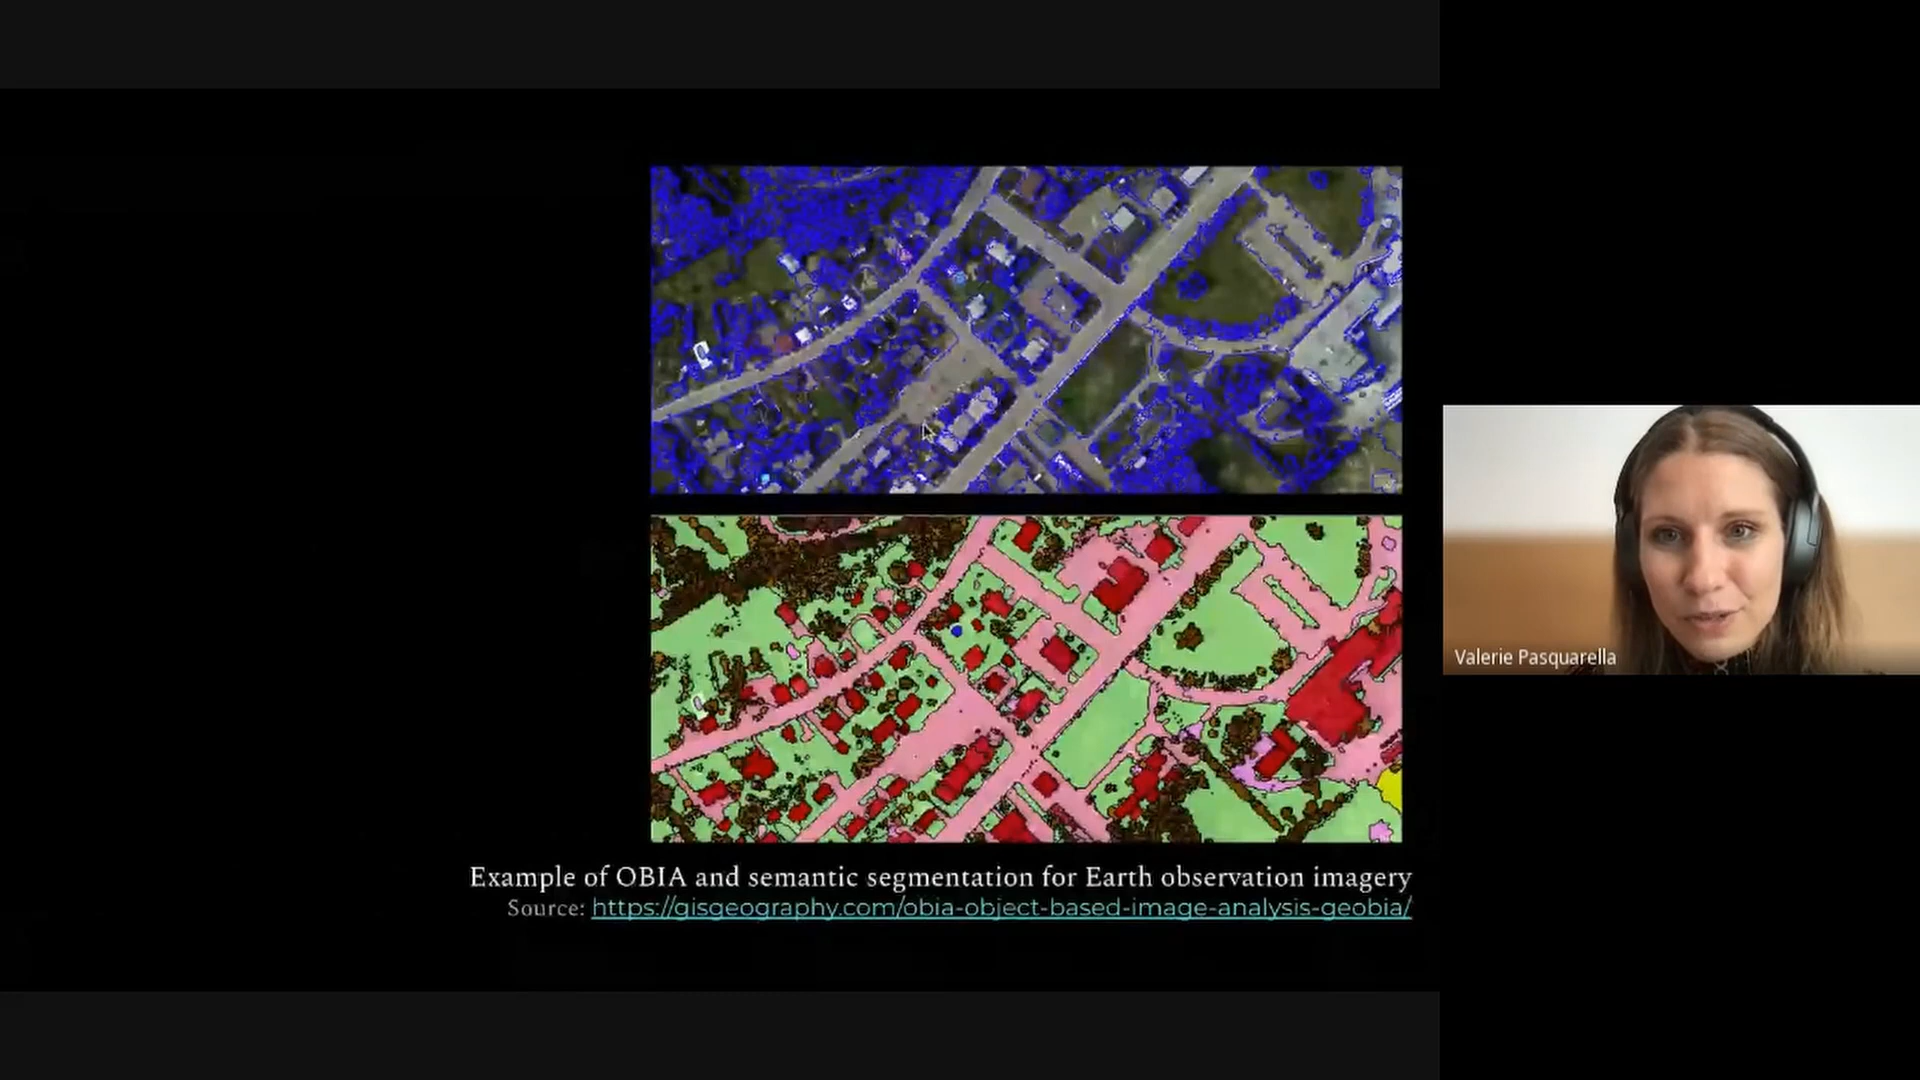 Valerie Pasquarella
Example of OBIA and semantic segmentation for Earth observation imagery
Source: https://gisgeography.com/obia-object-based-image-analysis-geobia/